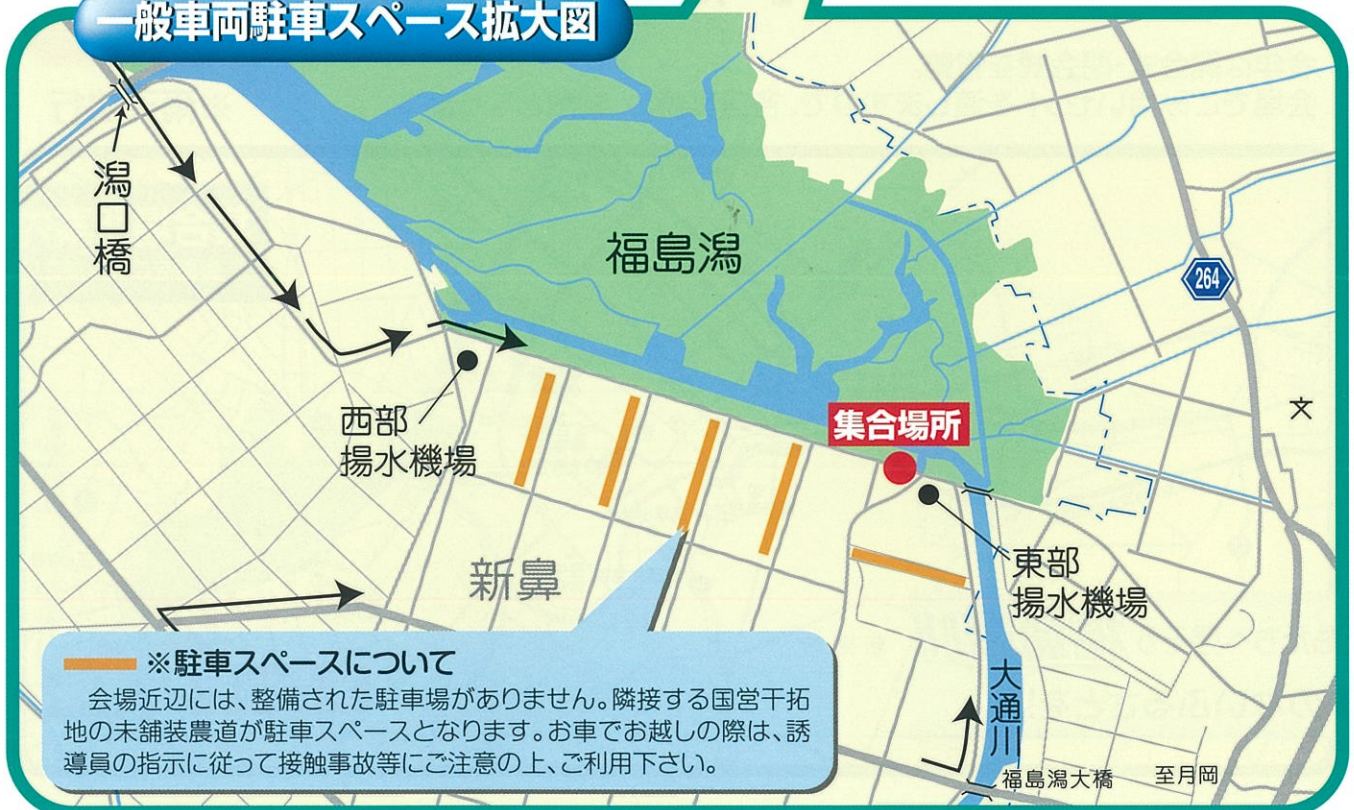 一般車両駐車スペース拡大図
潟口橋
福島潟
264
文
西部
揚水機場
集合場所
新鼻
東部
揚水機場
※駐車スペースについて
会場近辺には、整備された駐車場がありません。隣接する国営干拓
地の未舗装農道が駐車スペースとなります。お車でお越しの際は、誘
導員の指示に従って接触事故等にご注意の上、ご利用下さい。
大通川
福島潟大橋
至月岡